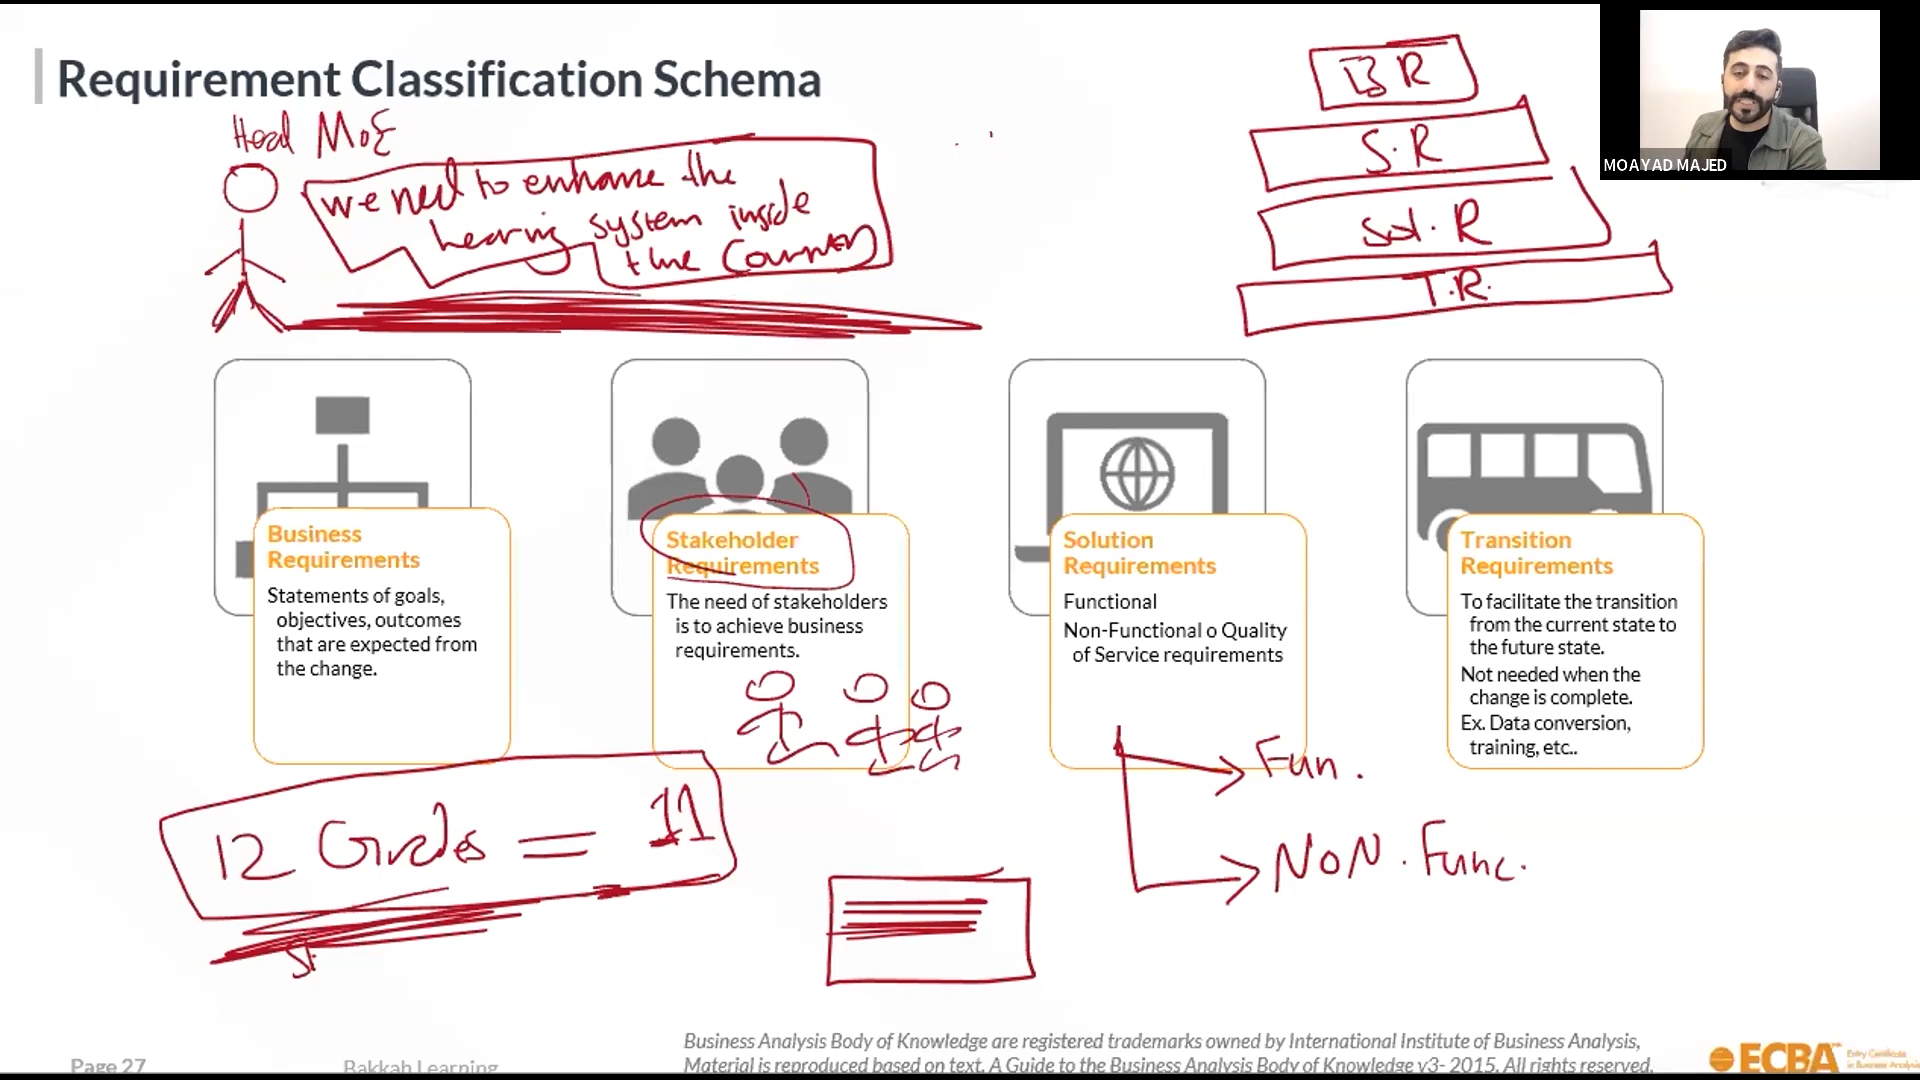 Requirement Classification Schema
MOAYAD MAJED
Head MoE
we need to enhance the
system inside
the
BR
S.R
Sol.R
T.R.
Business
Requirements
Statements of goals,
objectives, outcomes
that are expected from
the change.
Stakeholder
Requirements
The need of stakeholders
is to achieve business
requirements.
Solution
Requirements
Functional
Non-Functional o Quality
of Service requirements
Transition
Requirements
To facilitate the transition
from the current state to
the future state.
Not needed when the
change is complete.
Ex. Data conversion,
training, etc..
Fun.
NON.Func.
12 Grades = 11
Business Analysis Body of Knowledge are registered trademarks owned by International Institute of Business Analysis,
Material is reproduced based on text, A Guide to the Business Analysis Body of Knowledge v3- 2015. All rights reserved.
Page 27
Bakkah Learning
ECBA